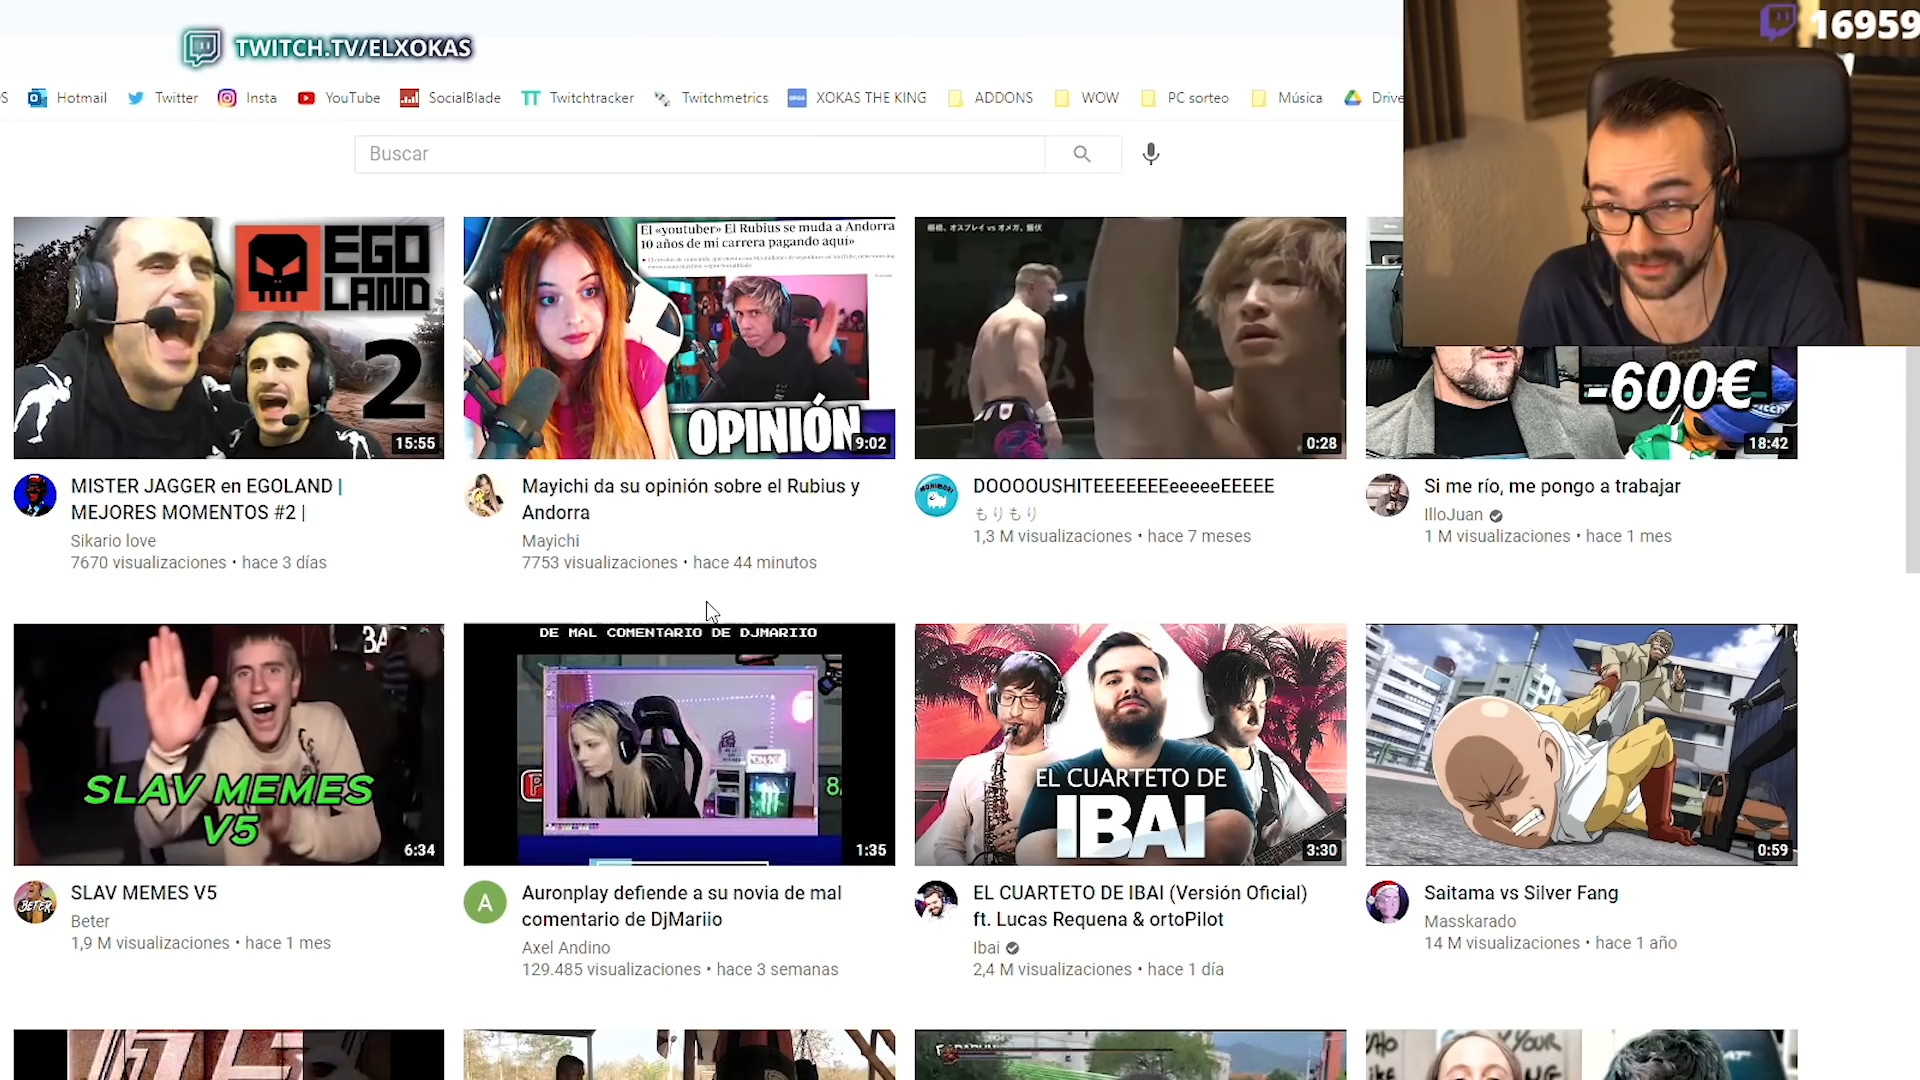 TWITCH.TV/ELXOKAS
16959
Hotmail
Twitter
Insta
YouTube
SocialBlade
Twitchtracker
Twitchmetrics
XOKAS THE KING
ADDONS
WOW
PC sorteo
Música
Drive
Buscar
EGO
LAND
2
15:55
El «youtuber» El Rubius se muda a Andorra
10 años de mi carrera pagando aquí»
OPINIÓN
9:02
0:28
-600€
18:42
MISTER JAGGER en EGOLAND |
MEJORES MOMENTOS #2 |
Sikario love
7670 visualizaciones • hace 3 días
Mayichi da su opinión sobre el Rubius y
Andorra
Mayichi
7753 visualizaciones • hace 44 minutos
DOOOOUSHITEEEEEEEeeeeeEEEEE
もりもり
1,3 M visualizaciones • hace 7 meses
Si me río, me pongo a trabajar
IlloJuan
1 M visualizaciones • hace 1 mes
SLAV MEMES
V5
6:34
DE MAL COMENTARIO DE DJMARIIO
1:35
EL CUARTETO DE
IBAI
3:30
0:59
SLAV MEMES V5
Beter
1,9 M visualizaciones • hace 1 mes
A
Auronplay defiende a su novia de mal
comentario de DjMariio
Axel Andino
129.485 visualizaciones • hace 3 semanas
EL CUARTETO DE IBAI (Versión Oficial)
ft. Lucas Requena & ortoPilot
Ibai
2,4 M visualizaciones • hace 1 día
Saitama vs Silver Fang
Masskarado
14 M visualizaciones • hace 1 año